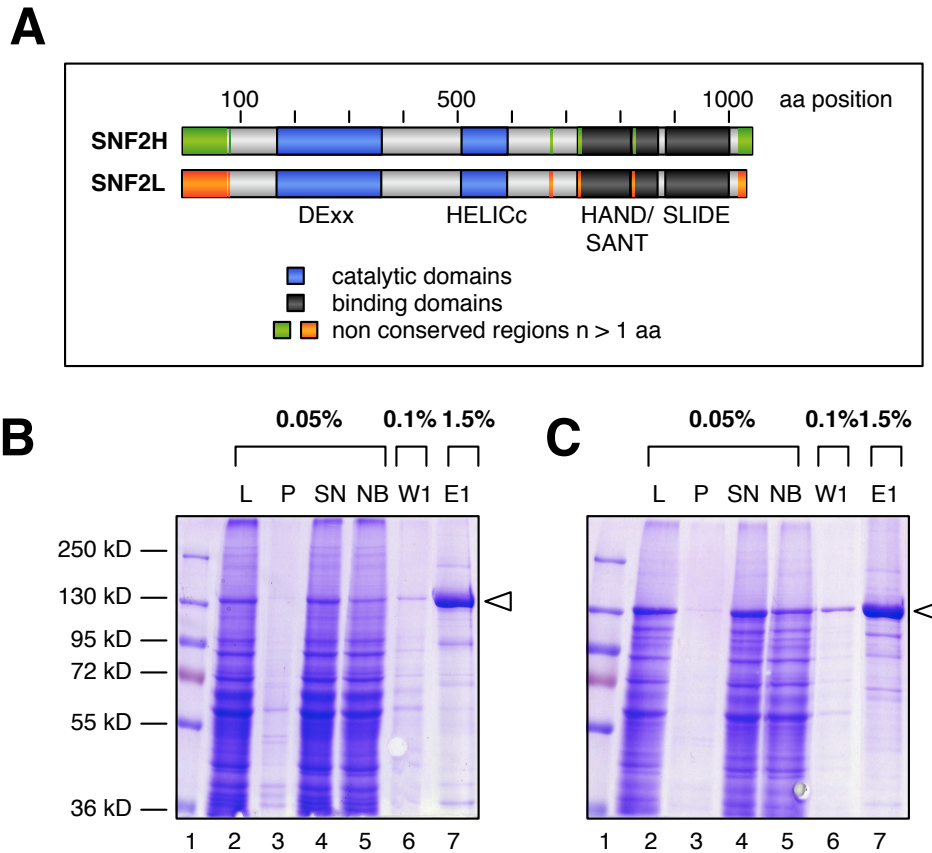 A
100 500 1000 aa position
SNF2H
SNF2L
DExx HELICc HAND/ SLIDE
SANT
catalytic domains
binding domains
non conserved regions n > 1 aa
B
0.05% 0.1% 1.5%
L P SN NB W1 E1
250 kD
130 kD
95 kD
72 kD
55 kD
36 kD
1 2 3 4 5 6 7
C
0.05% 0.1% 1.5%
L P SN NB W1 E1
1 2 3 4 5 6 7